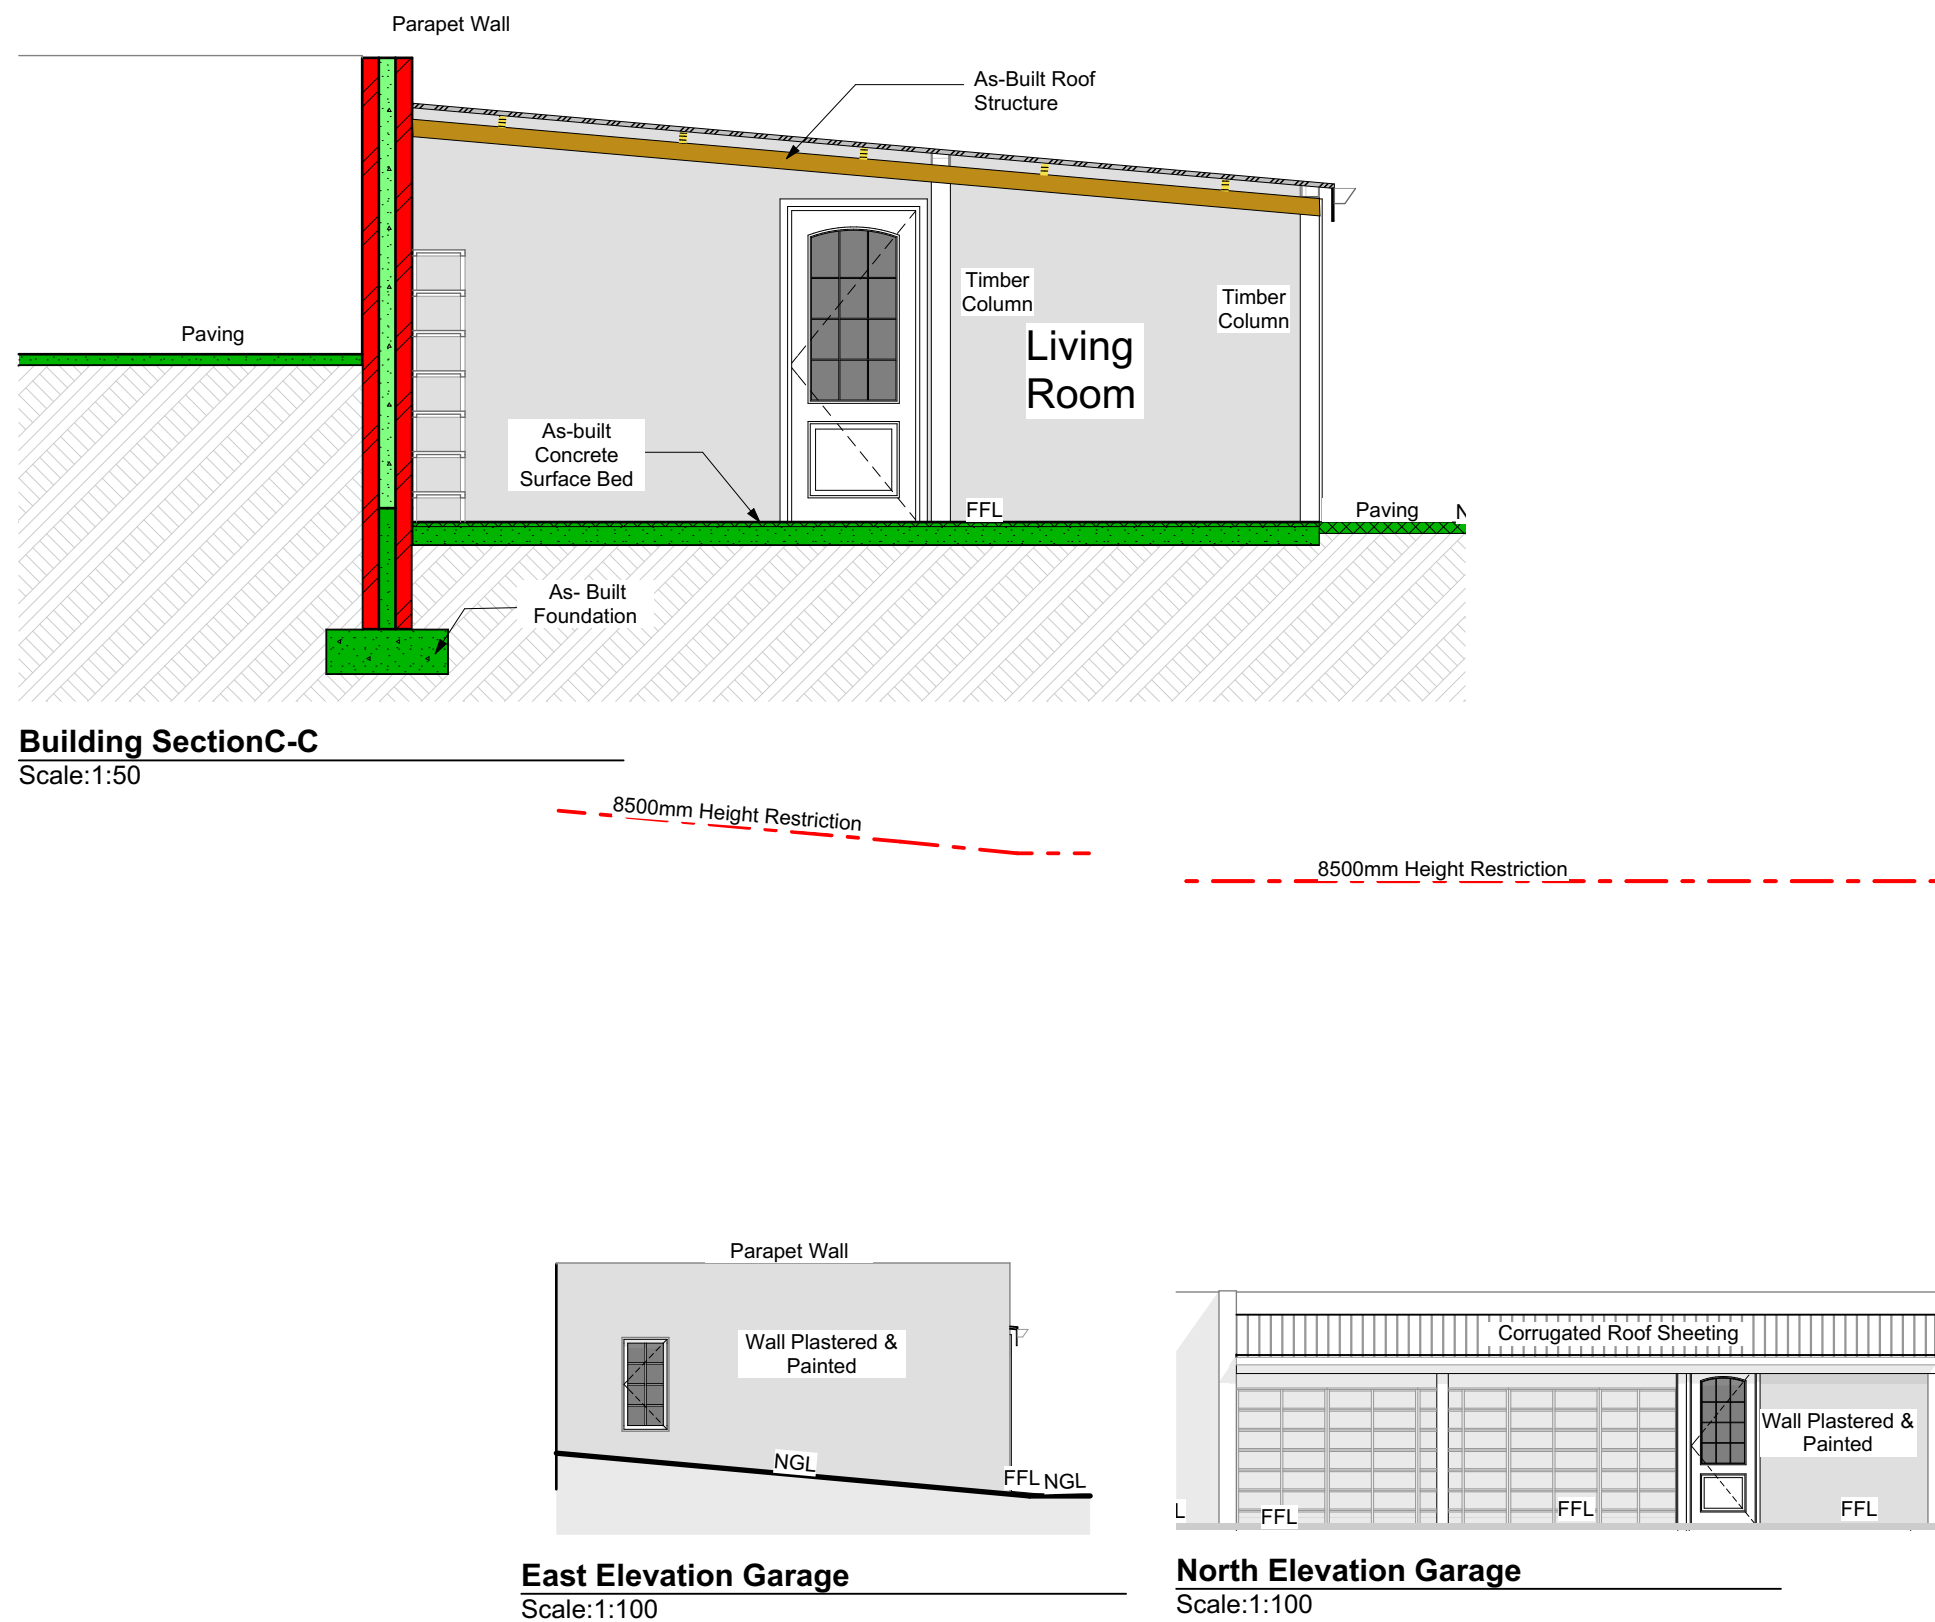 Parapet Wall
As-Built Roof
Structure
Timber
Column
Timber
Column
Paving
Living
Room
As-built
Concrete
Surface Bed
FFL
Paving
N
As- Built
Foundation
Building SectionC-C
Scale:1:50
8500mm Height Restriction
8500mm Height Restriction
Parapet Wall
Wall Plastered &
Painted
NGL
FFL
NGL
East Elevation Garage
Scale:1:100
Corrugated Roof Sheeting
Wall Plastered &
Painted
L
FFL
FFL
FFL
North Elevation Garage
Scale:1:100